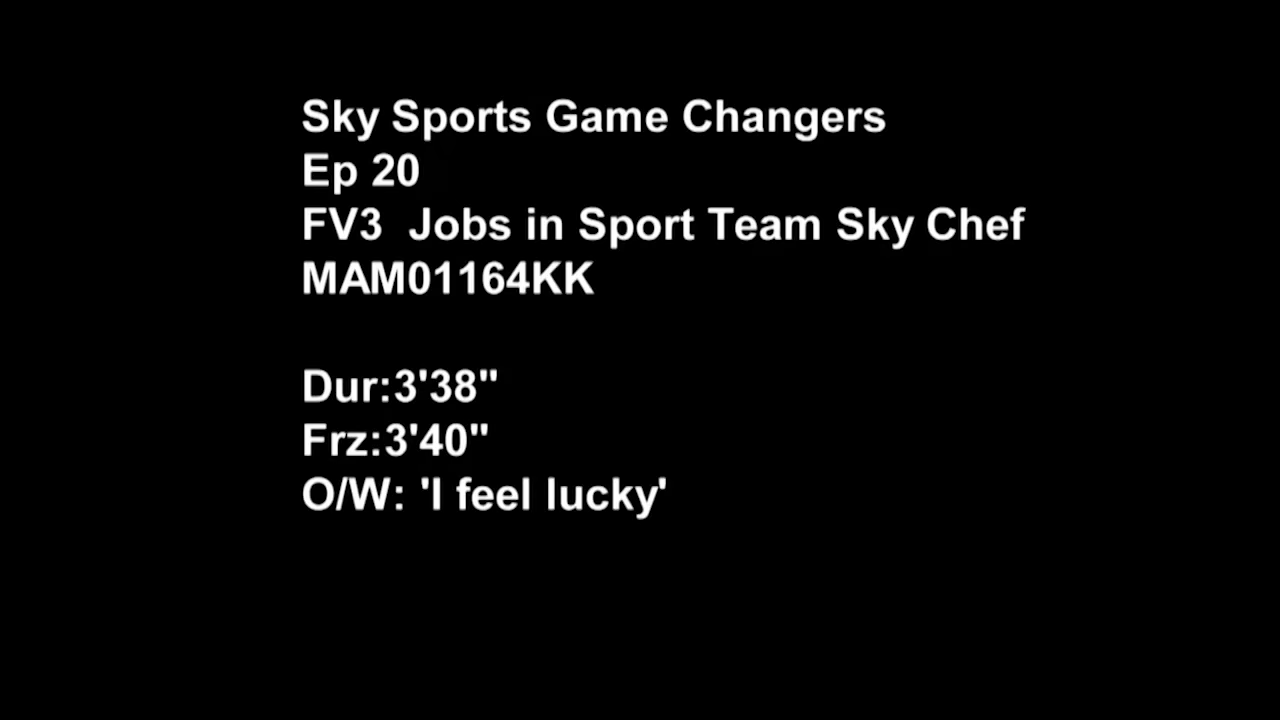 Sky Sports Game Changers
Ep 20
FV3  Jobs in Sport Team Sky Chef
MAM01164KK
Dur:3'38"
Frz:3'40"
O/W: 'I feel lucky'